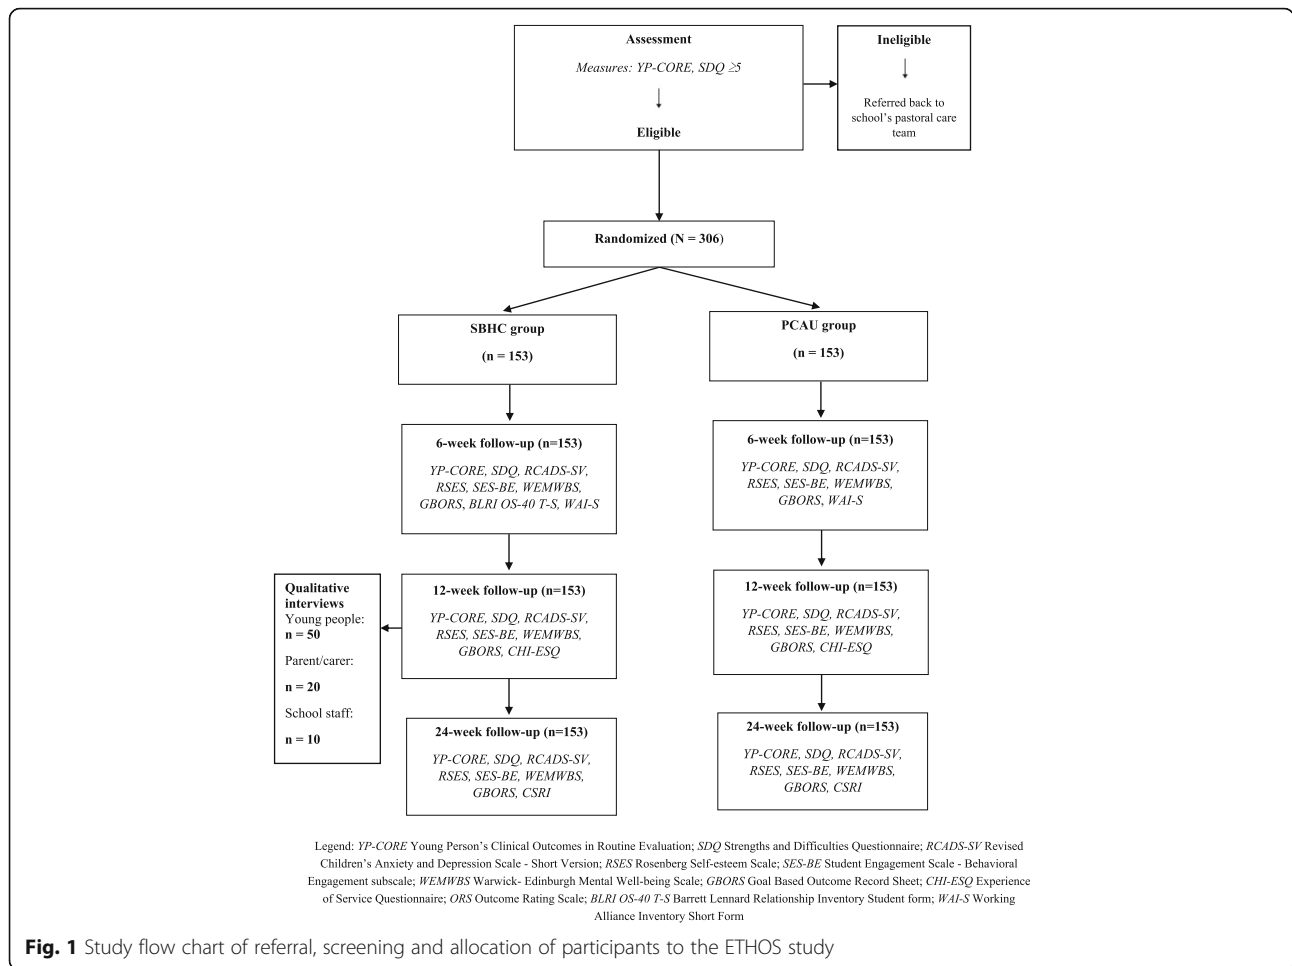 Assessment
Measures: YP-CORE, SDQ ≥5
Eligible
Ineligible
Referred back to
school's pastoral care
team
Randomized (N = 306)
SBHC group
(n = 153)
PCAU group
(n = 153)
6-week follow-up (n=153)
YP-CORE, SDQ, RCADS-SV,
RSES, SES-BE, WEMWBS,
GBORS, BLRI OS-40 T-S, WAI-S
6-week follow-up (n=153)
YP-CORE, SDQ, RCADS-SV,
RSES, SES-BE, WEMWBS,
GBORS, WAI-S
Qualitative
interviews
Young people:
n = 50
Parent/carer:
n = 20
School staff:
n = 10
12-week follow-up (n=153)
YP-CORE, SDQ, RCADS-SV,
RSES, SES-BE, WEMWBS,
GBORS, CHI-ESQ
12-week follow-up (n=153)
YP-CORE, SDQ, RCADS-SV,
RSES, SES-BE, WEMWBS,
GBORS, CHI-ESQ
24-week follow-up (n=153)
YP-CORE, SDQ, RCADS-SV,
RSES, SES-BE, WEMWBS,
GBORS, CSRI
24-week follow-up (n=153)
YP-CORE, SDQ, RCADS-SV,
RSES, SES-BE, WEMWBS,
GBORS, CSRI
Legend: YP-CORE Young Person's Clinical Outcomes in Routine Evaluation; SDQ Strengths and Difficulties Questionnaire; RCADS-SV Revised
Children's Anxiety and Depression Scale - Short Version; RSES Rosenberg Self-esteem Scale; SES-BE Student Engagement Scale - Behavioral
Engagement subscale; WEMWBS Warwick- Edinburgh Mental Well-being Scale; GBORS Goal Based Outcome Record Sheet; CHI-ESQ Experience
of Service Questionnaire; ORS Outcome Rating Scale; BLRI OS-40 T-S Barrett Lennard Relationship Inventory Student form; WAI-S Working
Alliance Inventory Short Form
Fig. 1 Study flow chart of referral, screening and allocation of participants to the ETHOS study